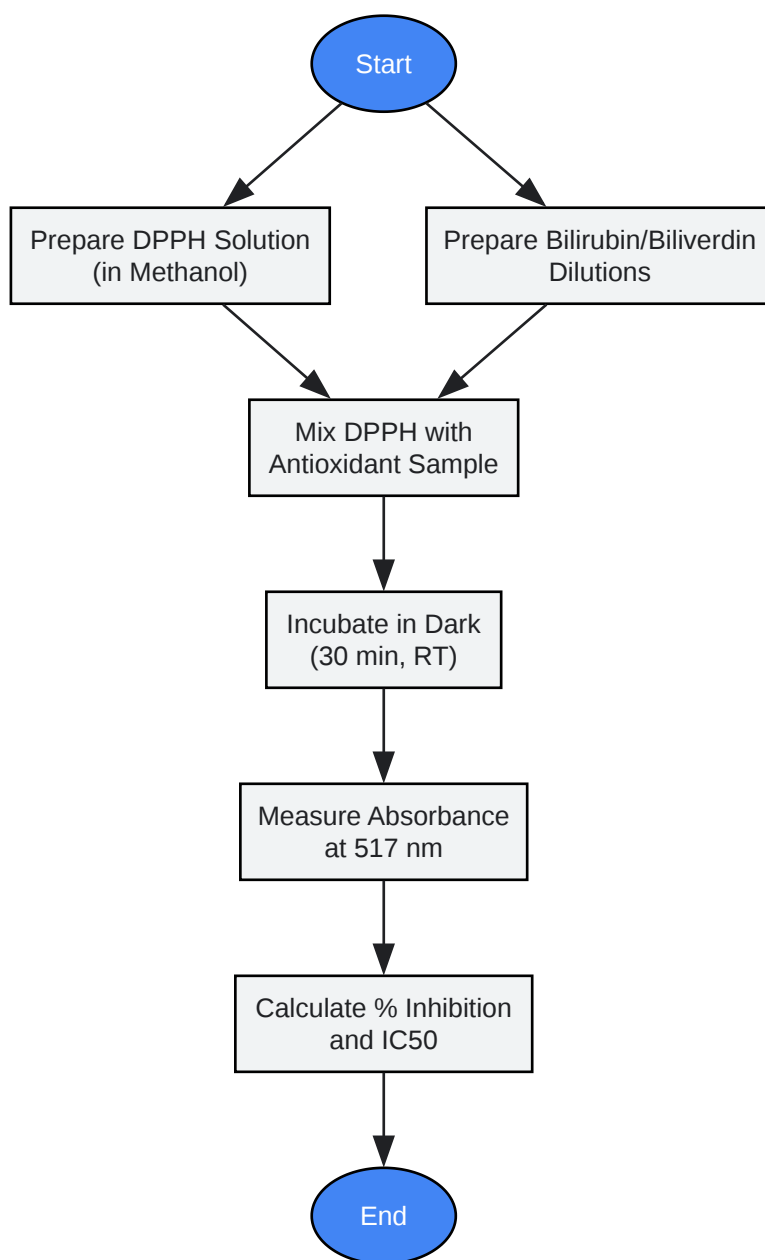 Start
Prepare DPPH Solution
(in Methanol)
Prepare Bilirubin/Biliverdin
Dilutions
Mix DPPH with
Antioxidant Sample
Incubate in Dark
(30 min, RT)
Measure Absorbance
at 517 nm
Calculate % Inhibition
and IC50
End